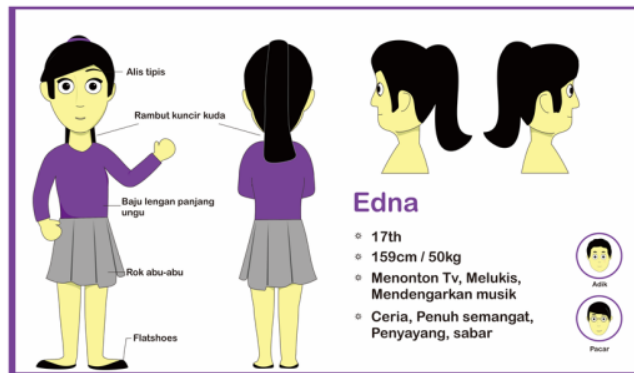 Alis tipis
Rambut kuncir kuda
Baju lengan panjang
ungu
Rok abu-abu
Flatshoes
Edna
17th
159cm / 50kg
Menonton Tv, Melukis,
Mendengarkan musik
Ceria, Penuh semangat,
Penyayang, sabar
Adik
Pacar